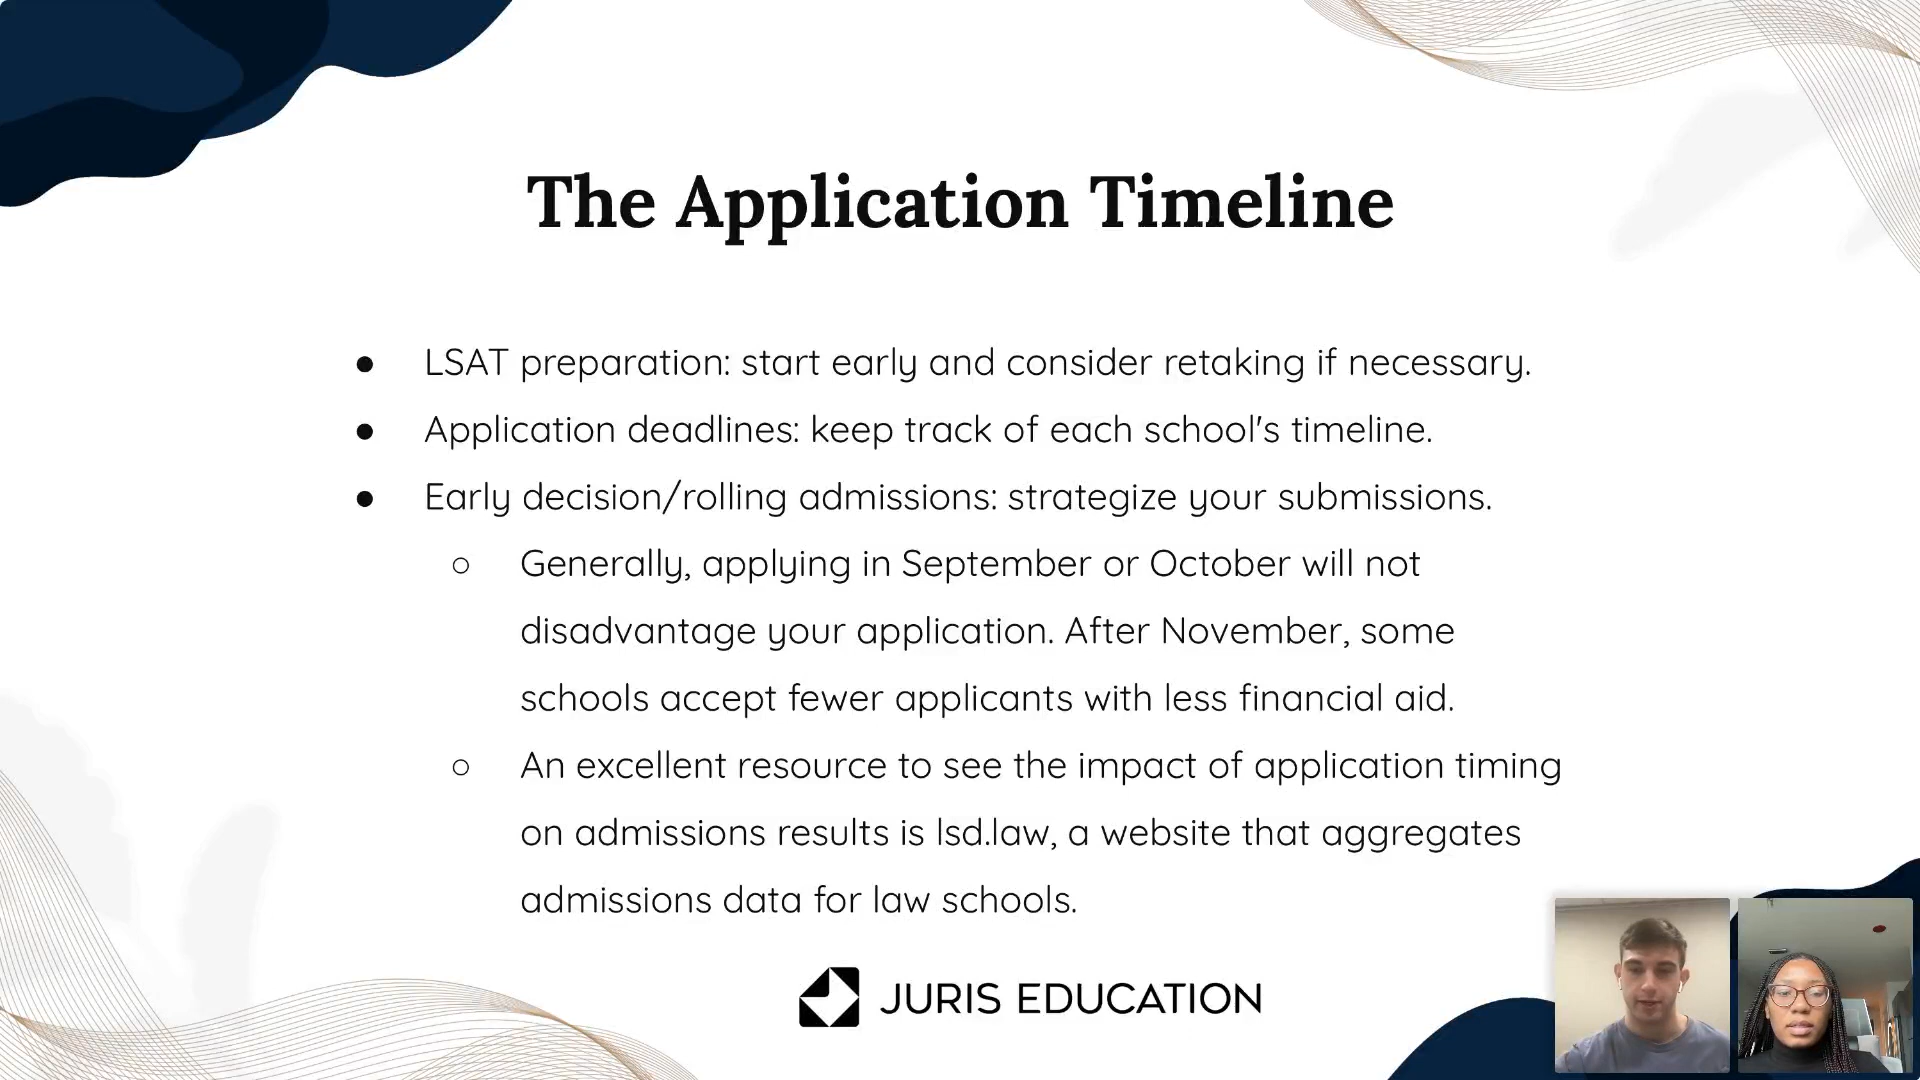 The Application Timeline
● LSAT preparation: start early and consider retaking if necessary.
● Application deadlines: keep track of each school's timeline.
● Early decision/rolling admissions: strategize your submissions.
○ Generally, applying in September or October will not
disadvantage your application. After November, some
schools accept fewer applicants with less financial aid.
○ An excellent resource to see the impact of application timing
on admissions results is lsd.law, a website that aggregates
admissions data for law schools.
JURIS EDUCATION